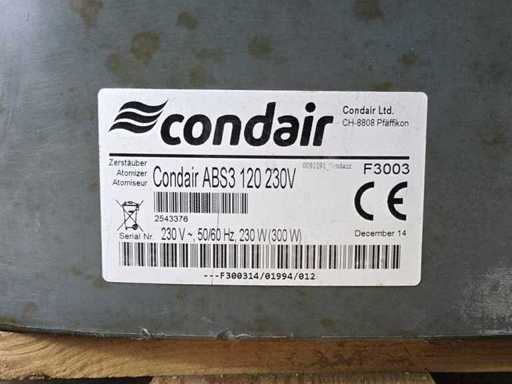 condair
Condair Ltd.
CH-8808 Pfäffikon
Zerstäuber
Atomizer
Atomiseur
Condair ABS3 120 230V
F3003
2543376
Serial Nr.
230 V ~, 50/60 Hz, 230 W (300 W)
December 14
---F300314/01994/012